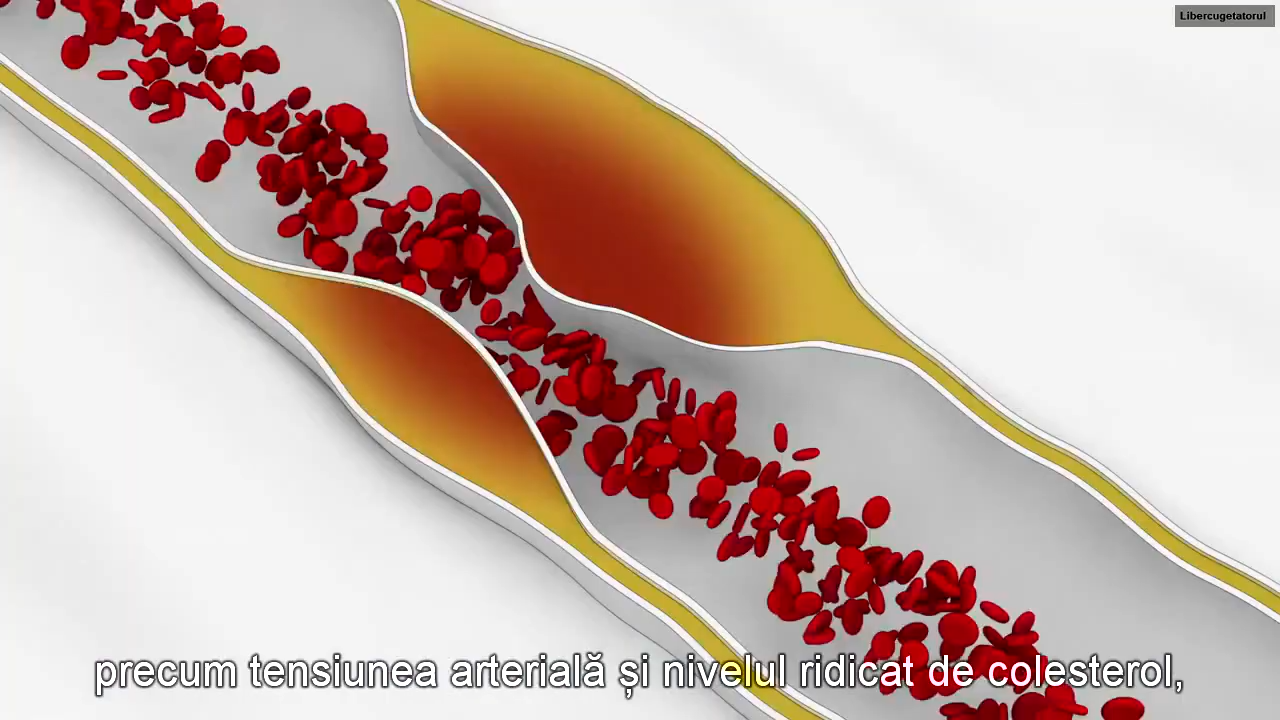 Libercugetatorul
precum tensiunea arterială și nivelul ridicat de colesterol,